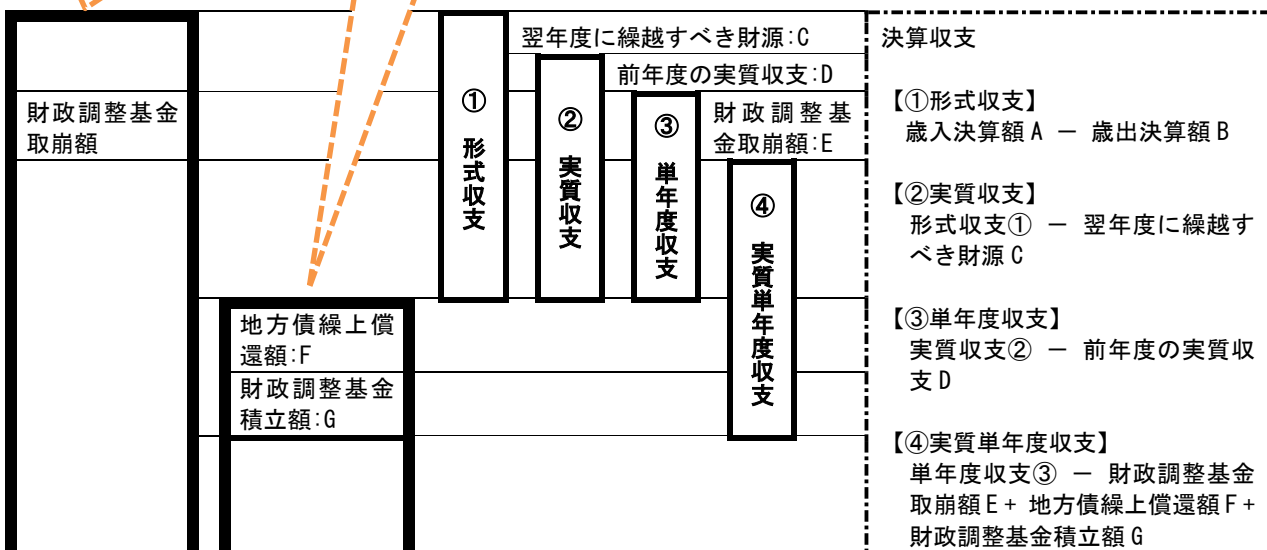 財政調整基金
取崩額
地方債繰上償
還額:F
財政調整基金
積立額:G
① 形式収支
翌年度に繰越すべき財源:C
② 実質収支
前年度の実質収支:D
③ 単年度収支
財政調整基
金取崩額:E
④ 実質単年度収支
決算収支
【①形式収支】
歳入決算額A － 歳出決算額B
【②実質収支】
形式収支① － 翌年度に繰越す
べき財源C
【③単年度収支】
実質収支② － 前年度の実質収
支D
【④実質単年度収支】
単年度収支③ － 財政調整基金
取崩額E+ 地方債繰上償還額F+
財政調整基金積立額G